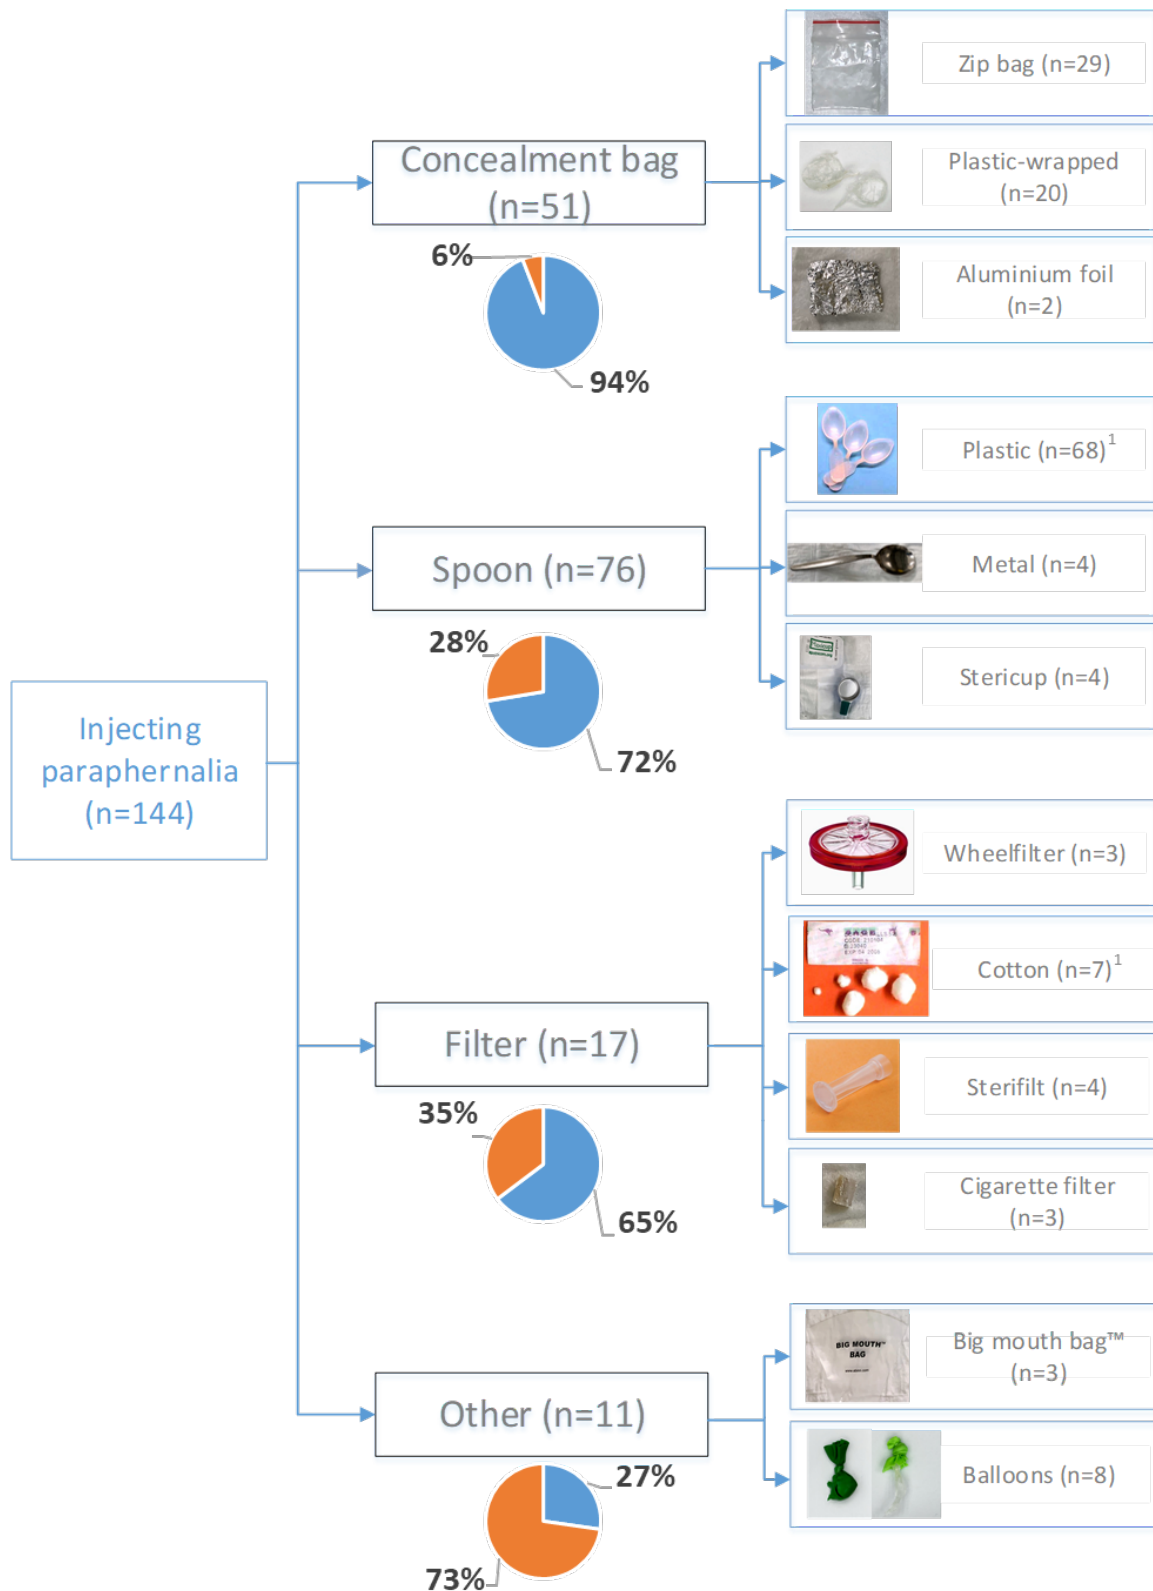 Zip bag (n=29)
Concealment bag
(n=51)
Plastic-wrapped
(n=20)
6%
Aluminium foil
(n=2)
94%
Plastic (n=68)1
Spoon (n=76)
Metal (n=4)
28%
Stericup (n=4)
72%
Injecting
paraphernalia
(n=144)
Wheelfilter (n=3)
Cotton (n=7)1
Filter (n=17)
Sterifilt (n=4)
35%
Cigarette filter
(n=3)
65%
BIG MOUTH™
BAG
Big mouth bag™
(n=3)
Other (n=11)
Balloons (n=8)
27%
73%